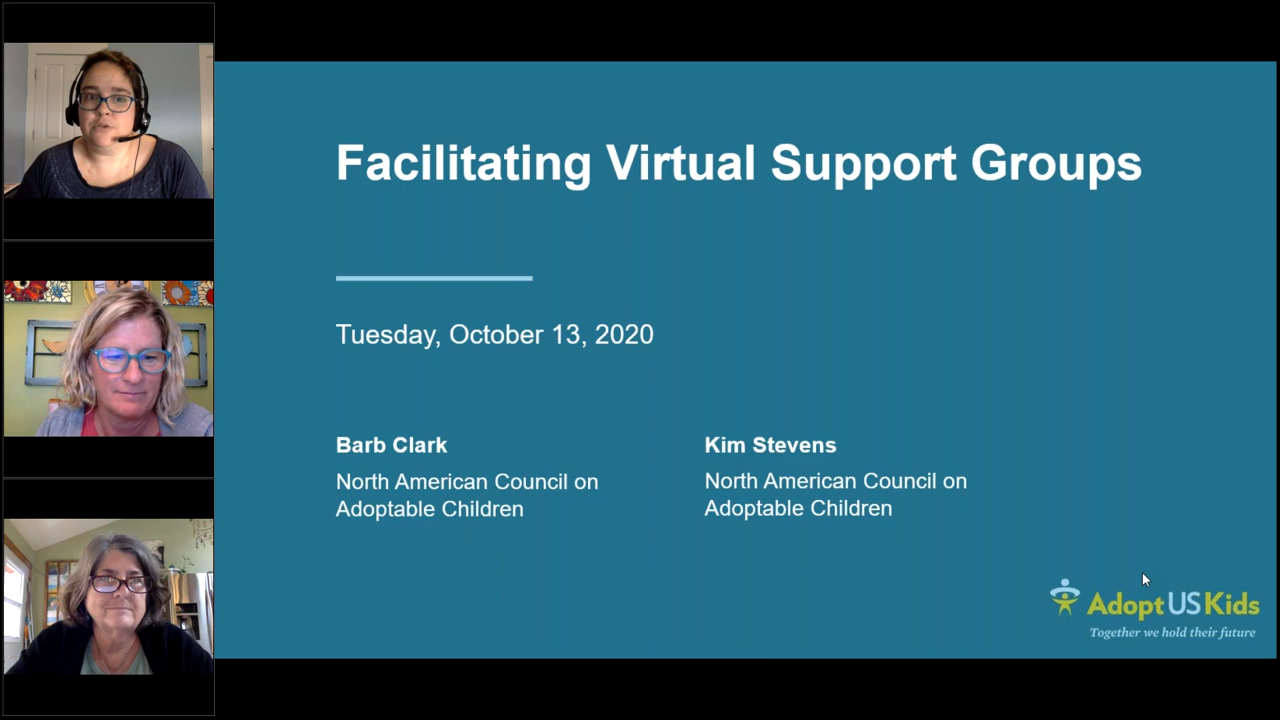 Facilitating Virtual Support Groups
Tuesday, October 13, 2020
Barb Clark
North American Council on
Adoptable Children
Kim Stevens
North American Council on
Adoptable Children
AdoptUSKids
Together we hold their future